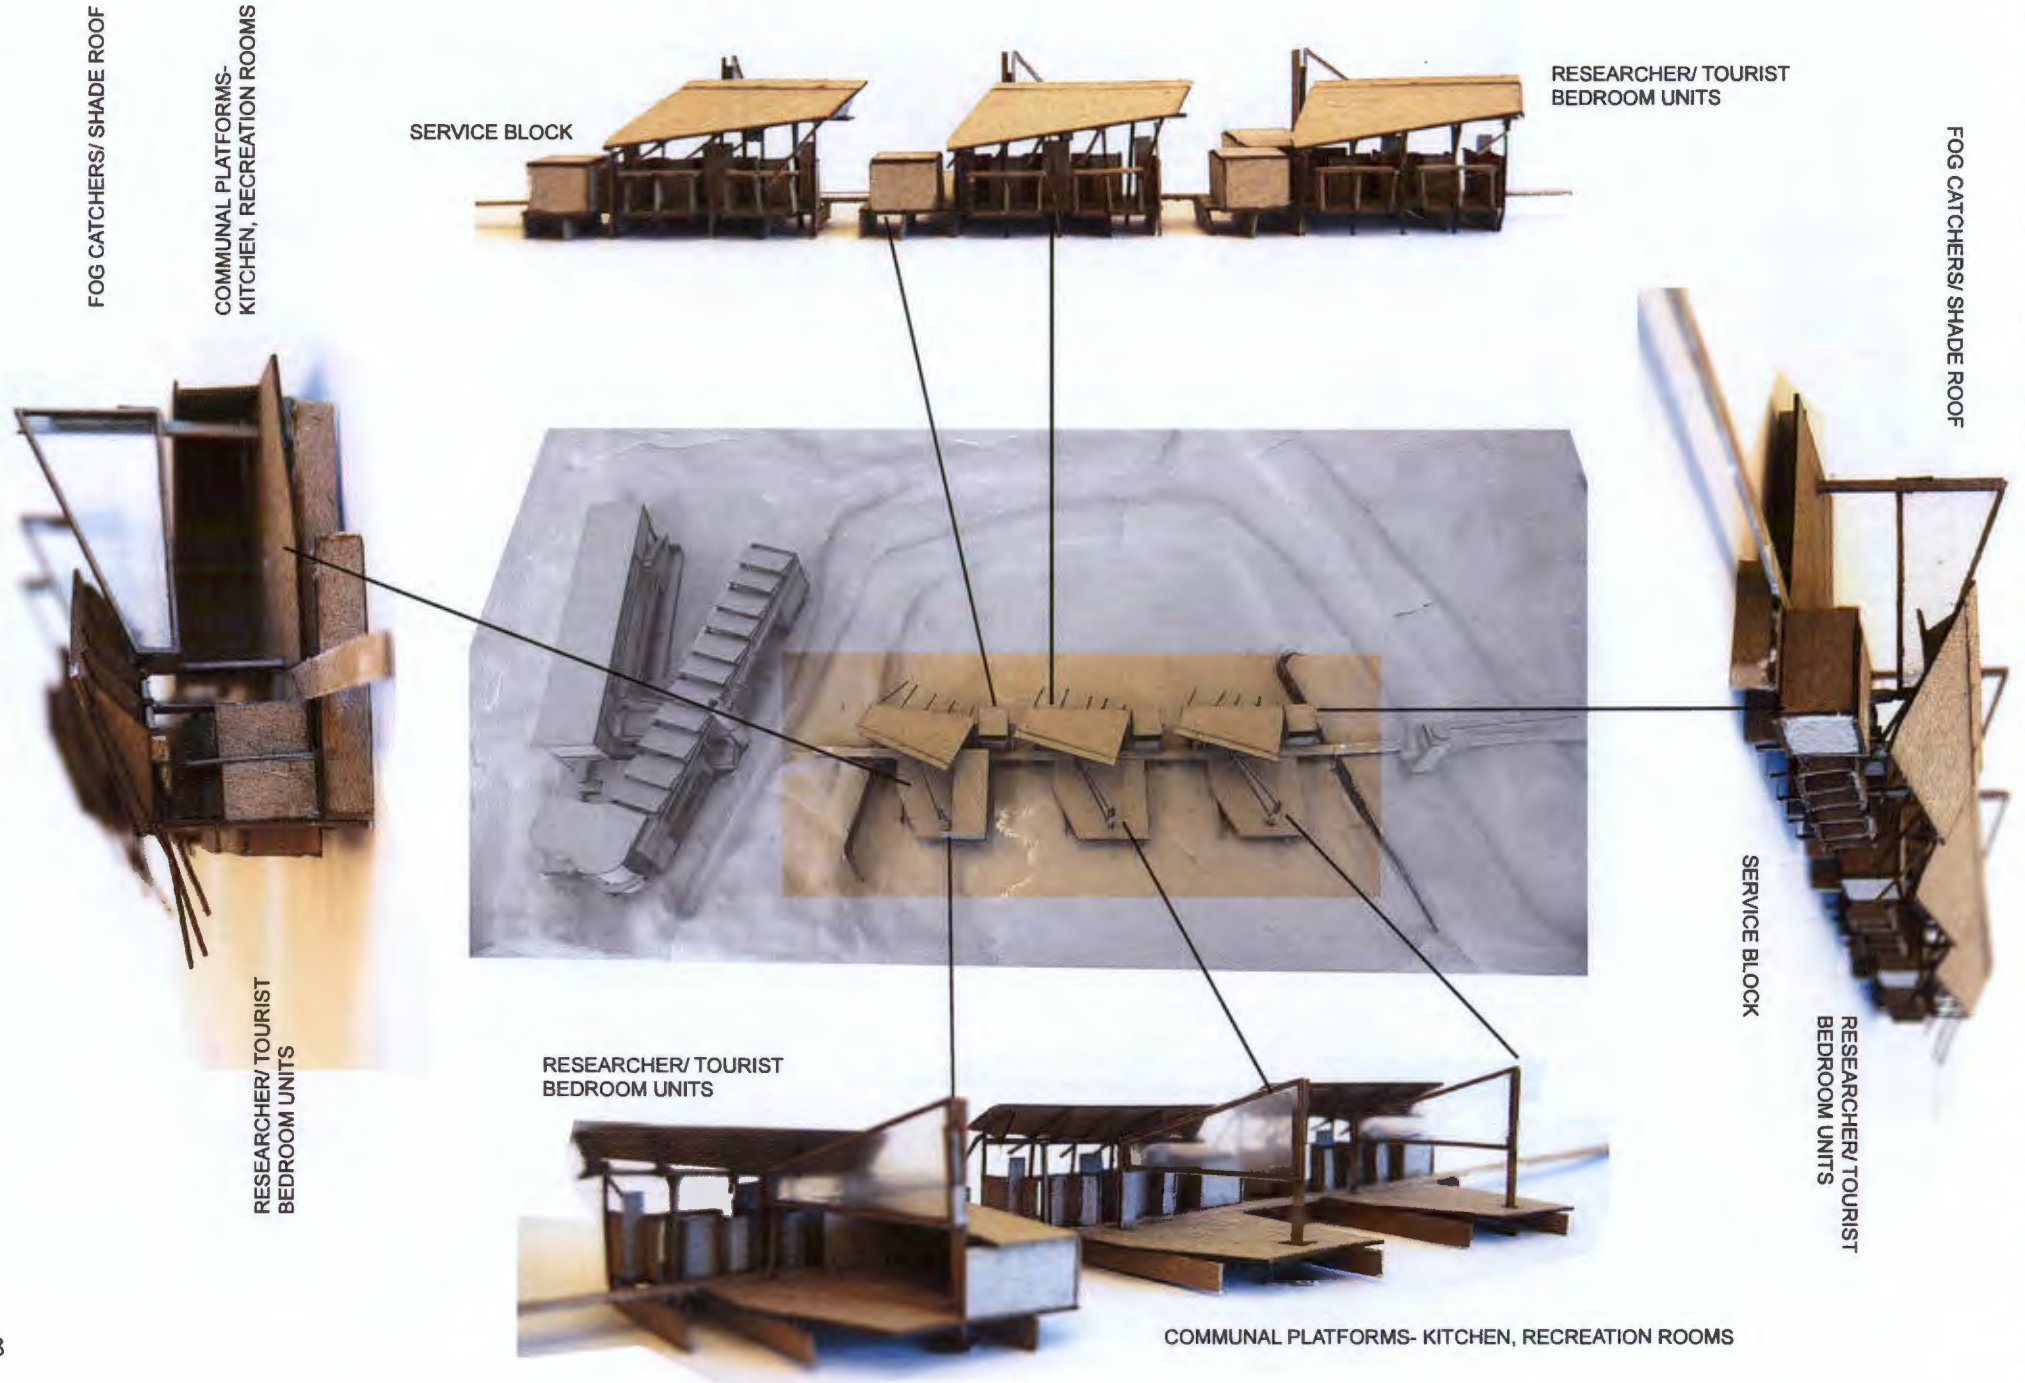 FOG CATCHERS/ SHADE ROOF
COMMUNAL PLATFORMS-
KITCHEN, RECREATION ROOMS
SERVICE BLOCK
RESEARCHER/ TOURIST
BEDROOM UNITS
FOG CATCHERS/ SHADE ROOF
RESEARCHER/ TOURIST
BEDROOM UNITS
RESEARCHER/ TOURIST
BEDROOM UNITS
SERVICE BLOCK
RESEARCHER/ TOURIST
BEDROOM UNITS
COMMUNAL PLATFORMS- KITCHEN, RECREATION ROOMS